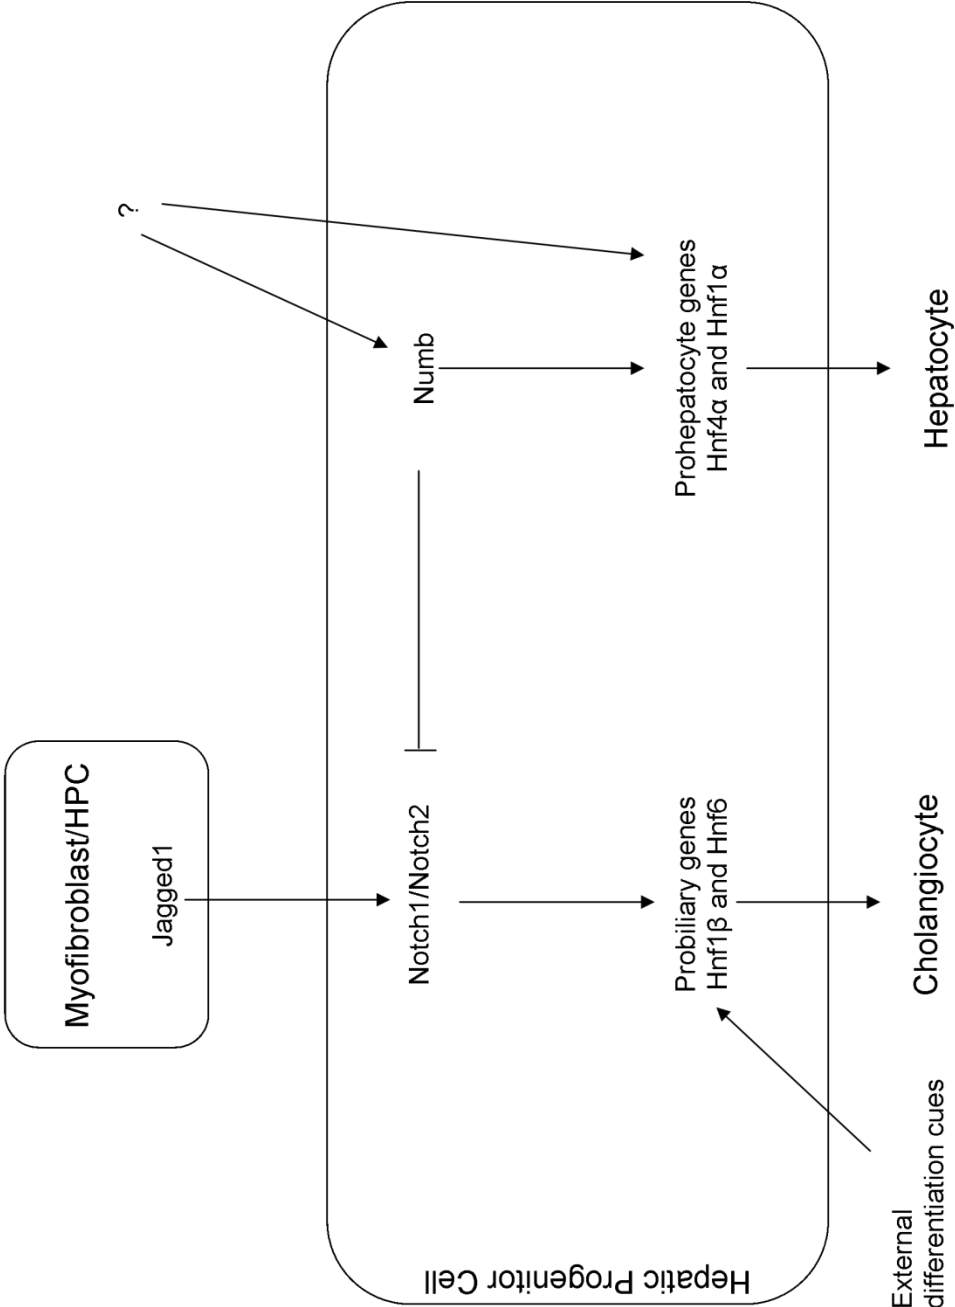 Myofibroblast/HPC
Jagged1
?
Notch1/Notch2
Numb
Probiliary genes
Hnf1β and Hnf6
Prohepatocyte genes
Hnf4α and Hnf1α
Hepatic Progenitor Cell
External
differentiation cues
Cholangiocyte
Hepatocyte